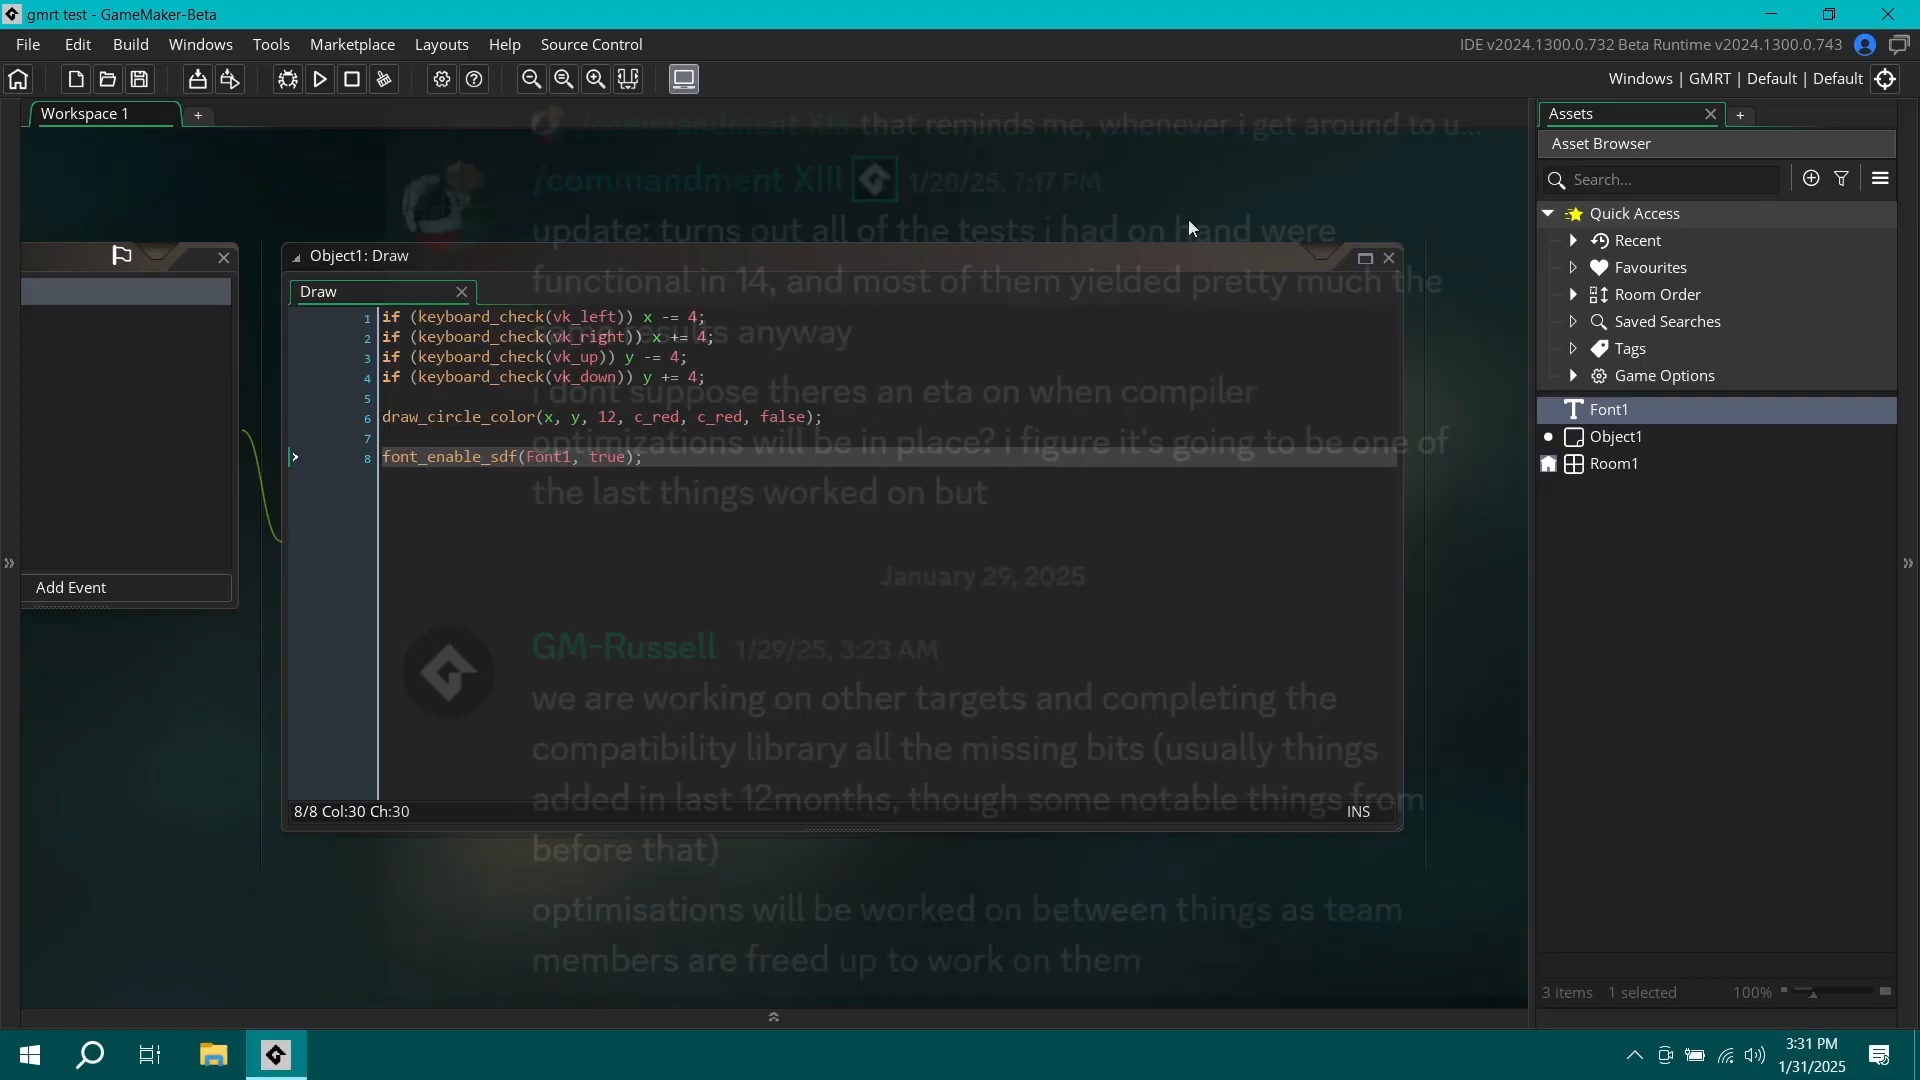 gmrt test - GameMaker-Beta
File Edit Build Windows Tools Marketplace Layouts Help Source Control
IDE v2024.1300.0.732 Beta Runtime v2024.1300.0.743
Windows | GMRT | Default | Default
Workspace 1
+
/commandment XIII that reminds me, whenever i get around to u...
/commandment XIII 1/28/25, 7:17 PM
update: turns out all of the tests i had on hand were
functional in 14, and most of them yielded pretty much the
same results anyway
i dont suppose theres an eta on when compiler
optimizations will be in place? i figure it's going to be one of
the last things worked on but
January 29, 2025
GM-Russell 1/29/25, 3:23 AM
we are working on other targets and completing the
compatibility library all the missing bits (usually things
added in last 12months, though some notable things from
before that)
optimisations will be worked on between things as team
members are freed up to work on them
Add Event
Object1: Draw
Draw
1 if (keyboard_check(vk_left)) x -= 4;
2 if (keyboard_check(vk_right)) x += 4;
3 if (keyboard_check(vk_up)) y -= 4;
4 if (keyboard_check(vk_down)) y += 4;
5
6 draw_circle_color(x, y, 12, c_red, c_red, false);
7
8 font_enable_sdf(Font1, true);
8/8 Col:30 Ch:30
INS
Assets
+
Asset Browser
Search...
Quick Access
Recent
Favourites
Room Order
Saved Searches
Tags
Game Options
Font1
Object1
Room1
3 items 1 selected 100%
3:31 PM
1/31/2025